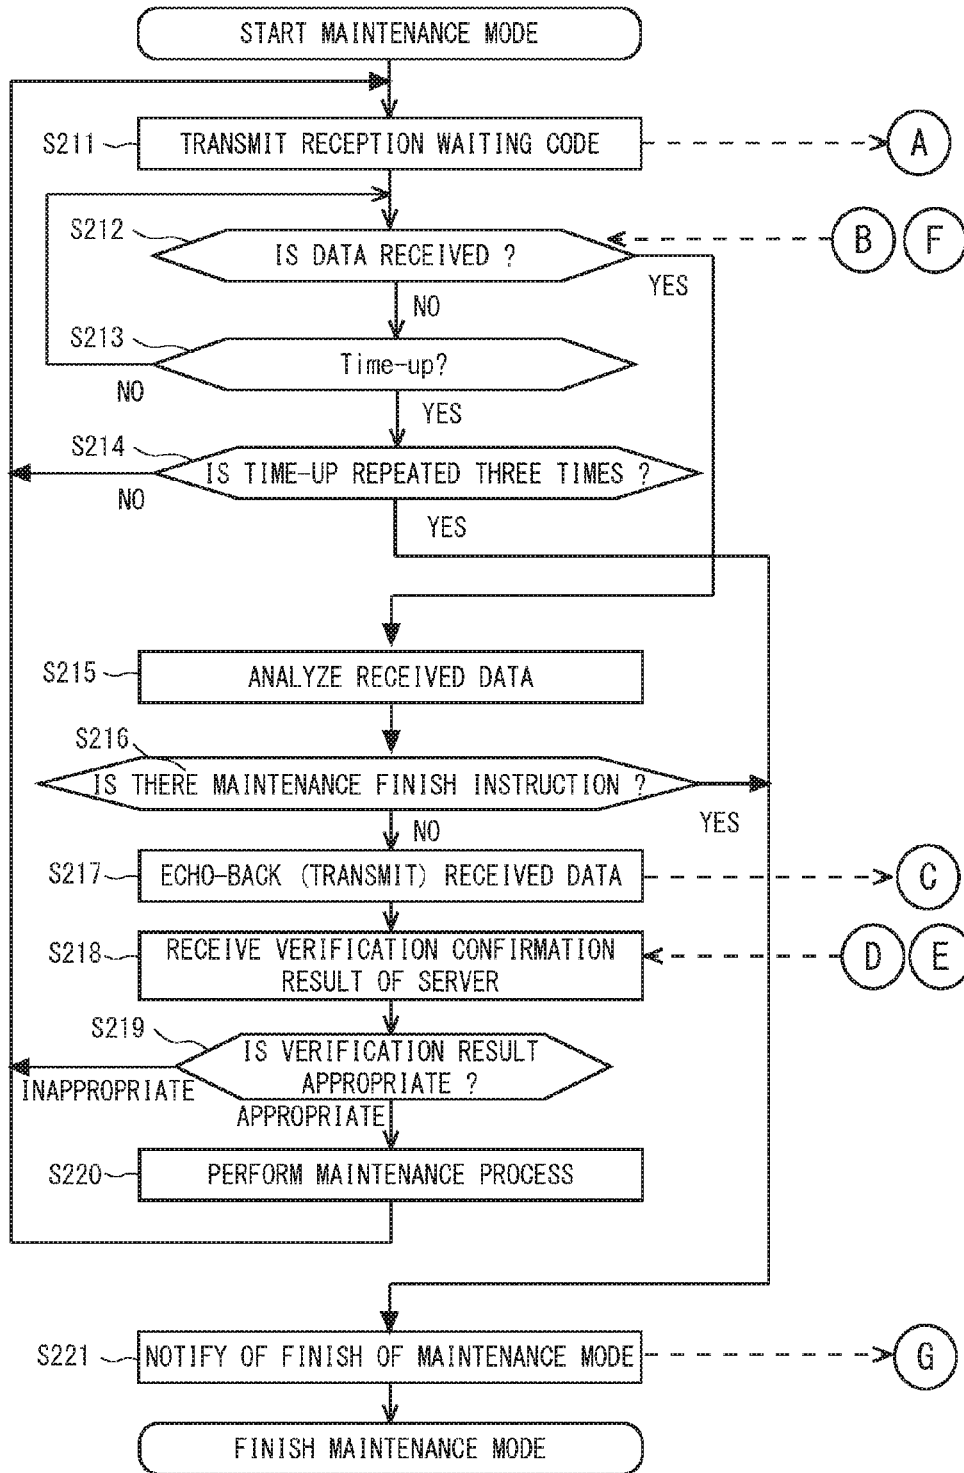 START MAINTENANCE MODE
S211
TRANSMIT RECEPTION WAITING CODE
A
S212
IS DATA RECEIVED ?
B
F
YES
NO
S213
Time-up?
NO
YES
S214
IS TIME-UP REPEATED THREE TIMES ?
NO
YES
S215
ANALYZE RECEIVED DATA
S216
IS THERE MAINTENANCE FINISH INSTRUCTION ?
YES
NO
S217
ECHO-BACK (TRANSMIT) RECEIVED DATA
C
S218
RECEIVE VERIFICATION CONFIRMATION
RESULT OF SERVER
D
E
S219
IS VERIFICATION RESULT
APPROPRIATE ?
INAPPROPRIATE
APPROPRIATE
S220
PERFORM MAINTENANCE PROCESS
S221
NOTIFY OF FINISH OF MAINTENANCE MODE
G
FINISH MAINTENANCE MODE